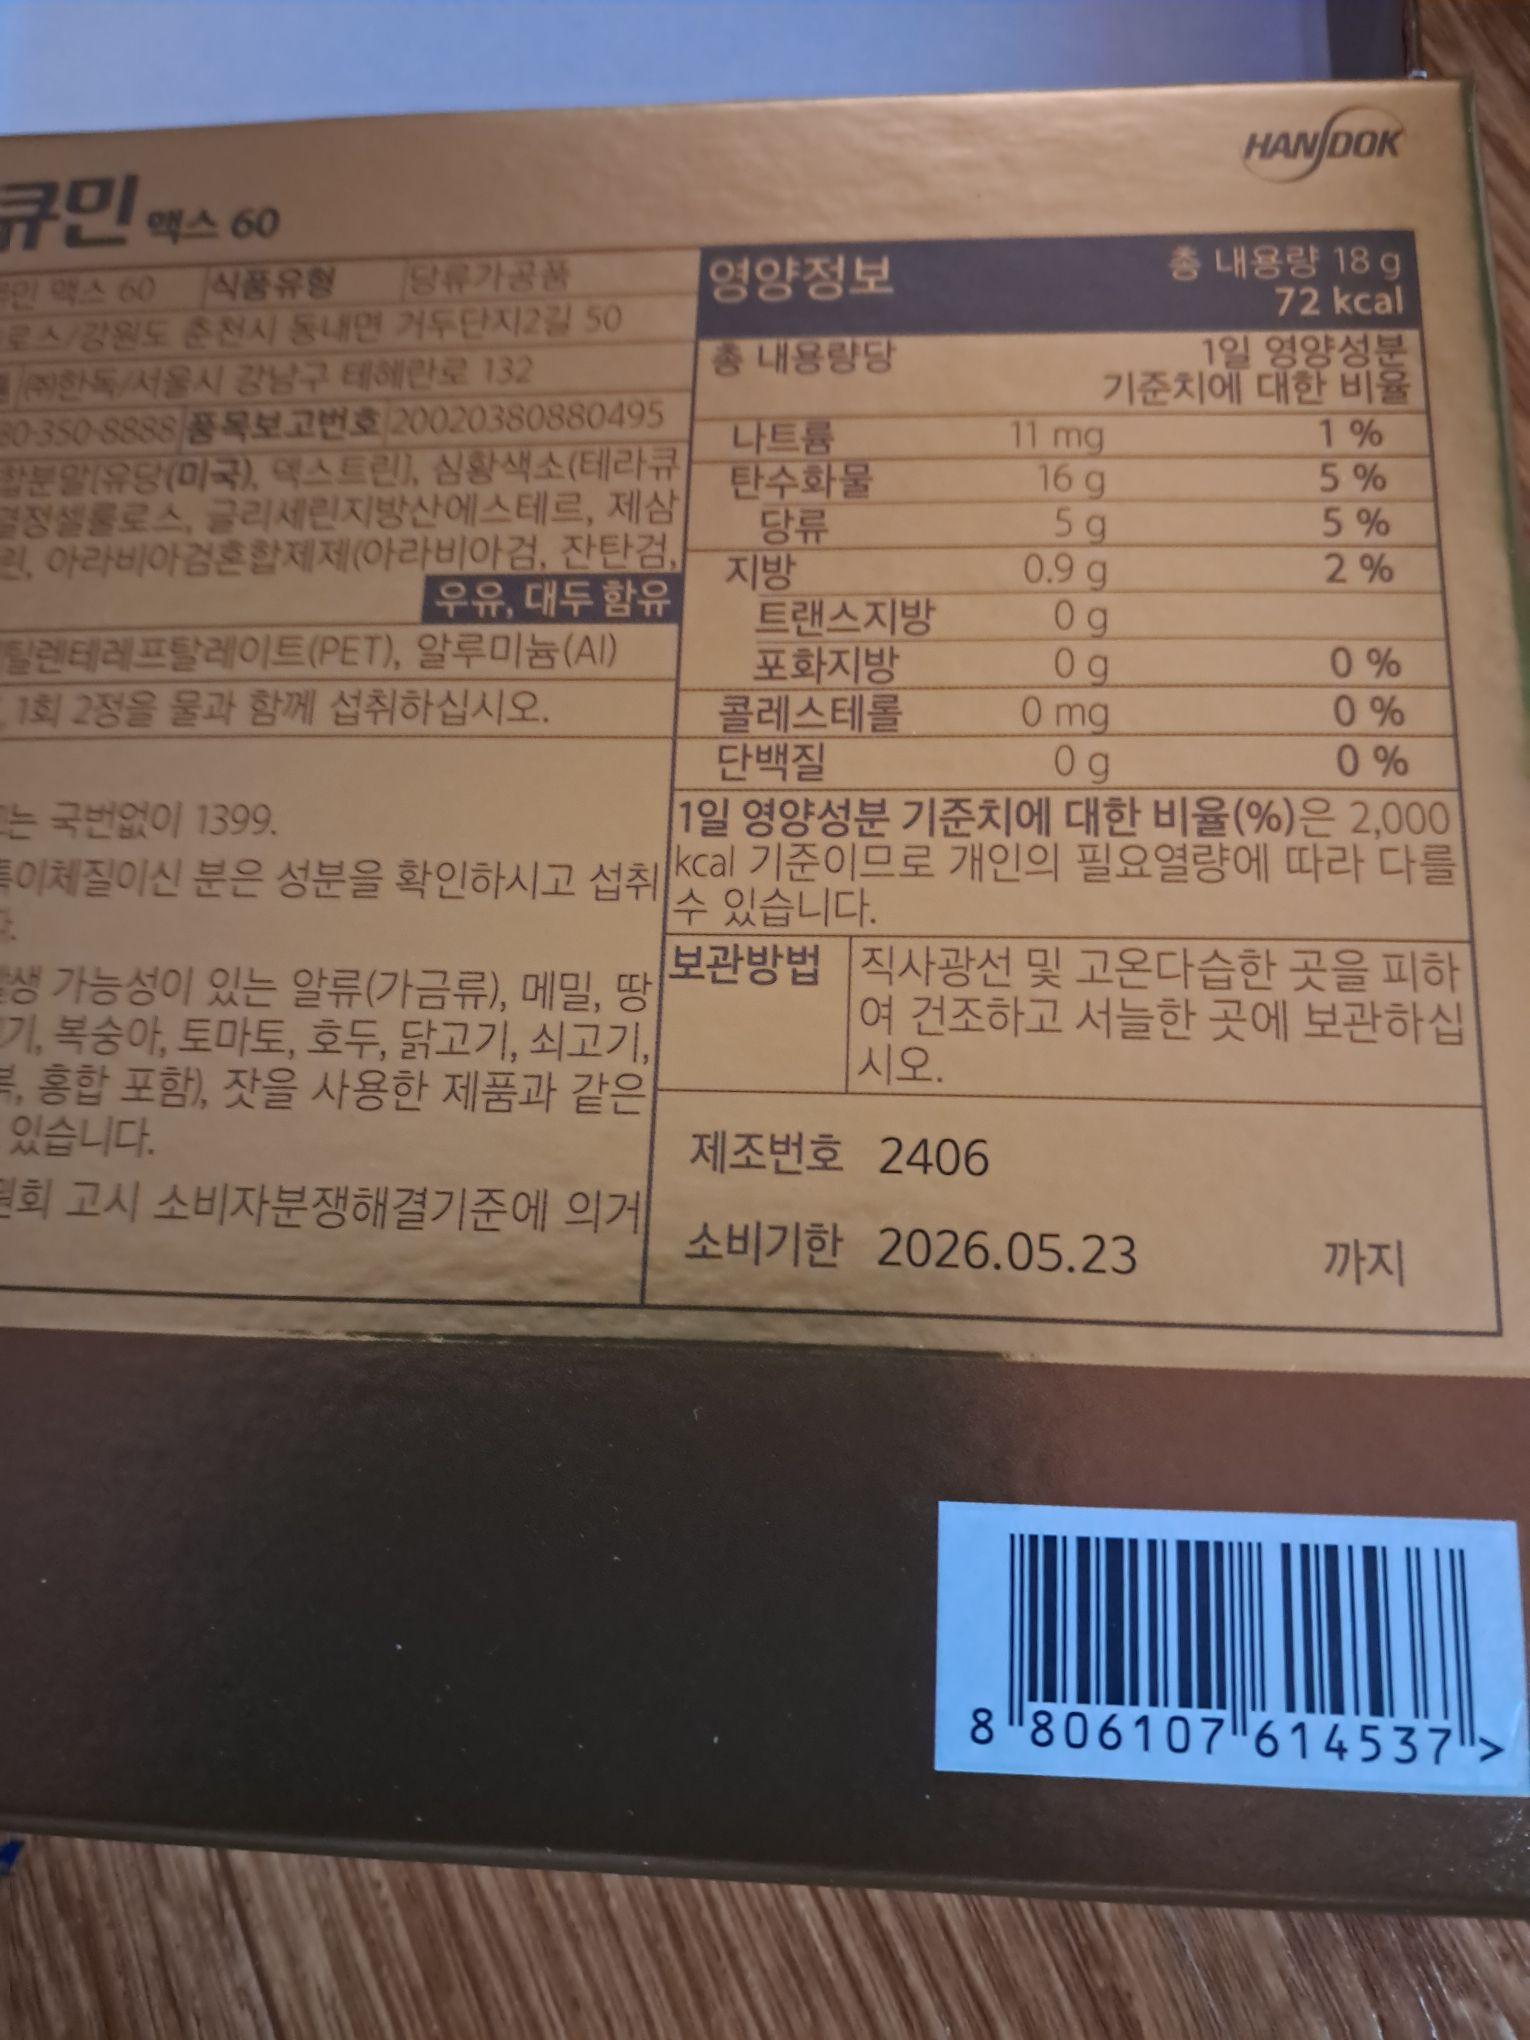 HANDOK
큐민 맥스 60
맥스 60 식품유형 당류가공품
로스/강원도 춘천시 동내면 거두단지2길 50
㈜한독/서울시 강남구 테헤란로 132
80-350-8888 품목보고번호 20020380880495
합분말[유당(미국), 덱스트린], 심황색소(테라큐
결정셀룰로스, 글리세린지방산에스테르, 제삼
린, 아라비아검혼합제제(아라비아검, 잔탄검,
우유, 대두 함유
틸렌테레프탈레이트(PET), 알루미늄(Al)
1회 2정을 물과 함께 섭취하십시오.
는 국번없이 1399.
특이체질이신 분은 성분을 확인하시고 섭취
생 가능성이 있는 알류(가금류), 메밀, 땅
기, 복숭아, 토마토, 호두, 닭고기, 쇠고기,
홍합 포함), 잣을 사용한 제품과 같은
있습니다.
원회 고시 소비자분쟁해결기준에 의거
영양정보 총 내용량 18 g
72 kcal
총 내용량당 1일 영양성분
기준치에 대한 비율
나트륨 11 mg 1 %
탄수화물 16 g 5 %
당류 5 g 5 %
지방 0.9 g 2 %
트랜스지방 0 g
포화지방 0 g 0 %
콜레스테롤 0 mg 0 %
단백질 0 g 0 %
1일 영양성분 기준치에 대한 비율(%)은 2,000
kcal 기준이므로 개인의 필요열량에 따라 다를
수 있습니다.
보관방법 직사광선 및 고온다습한 곳을 피하
여 건조하고 서늘한 곳에 보관하십
시오.
제조번호 2406
소비기한 2026.05.23 까지
8 806107 614537 >